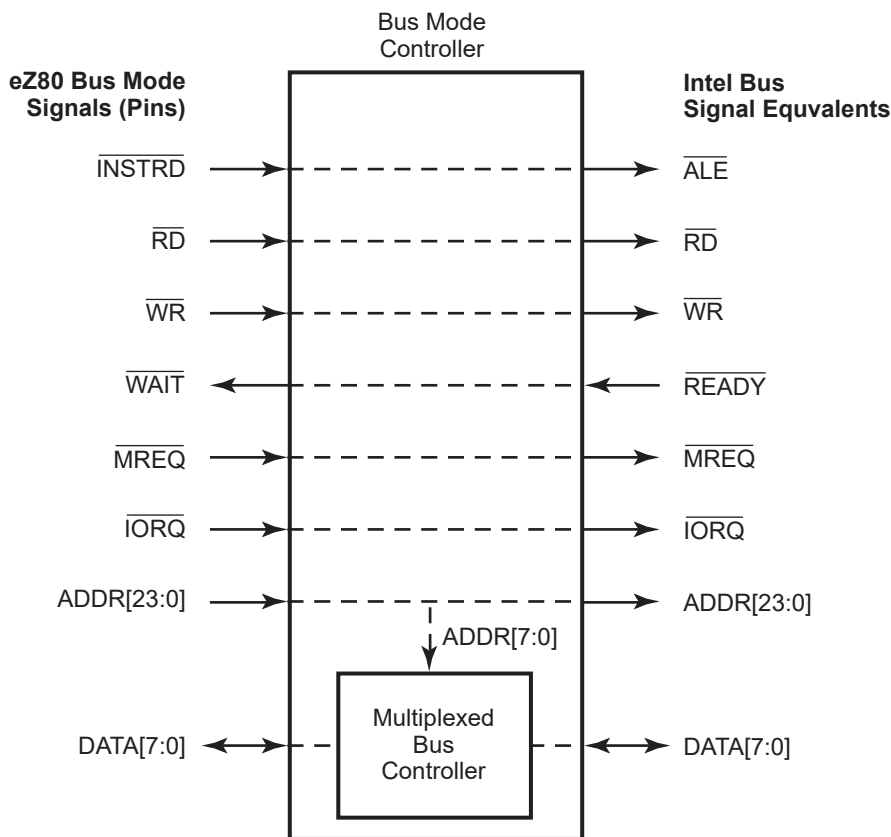 Bus Mode
Controller
eZ80 Bus Mode
Signals (Pins)
Intel Bus
Signal Equvalents
INSTRD
ALE
RD
RD
WR
WR
WAIT
READY
MREQ
MREQ
IORQ
IORQ
ADDR[23:0]
ADDR[23:0]
ADDR[7:0]
Multiplexed
Bus
Controller
DATA[7:0]
DATA[7:0]